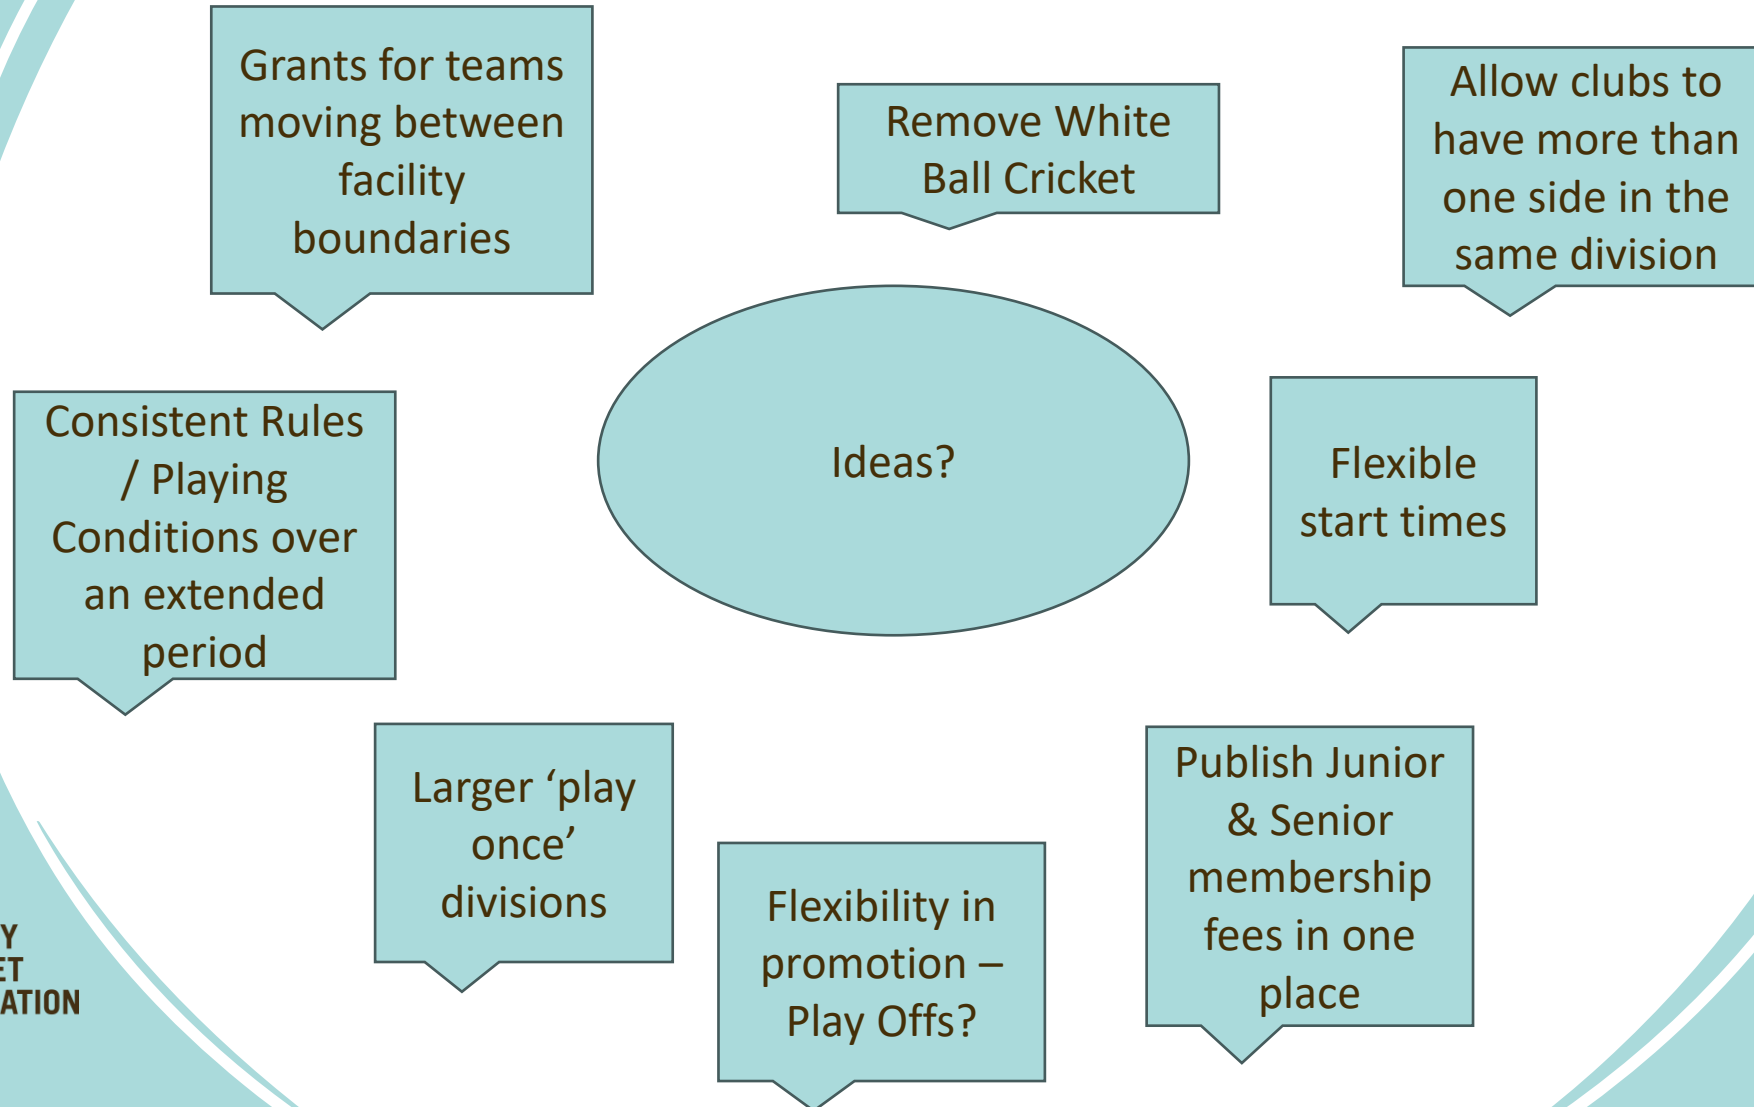 Grants for teams
moving between
facility
boundaries
Remove White
Ball Cricket
Allow clubs to
have more than
one side in the
same division
Consistent Rules
/ Playing
Conditions over
an extended
period
Ideas?
Flexible
start times
Larger ‘play
once’
divisions
Flexibility in
promotion –
Play Offs?
Publish Junior
& Senior
membership
fees in one
place
Y
ET
ATION